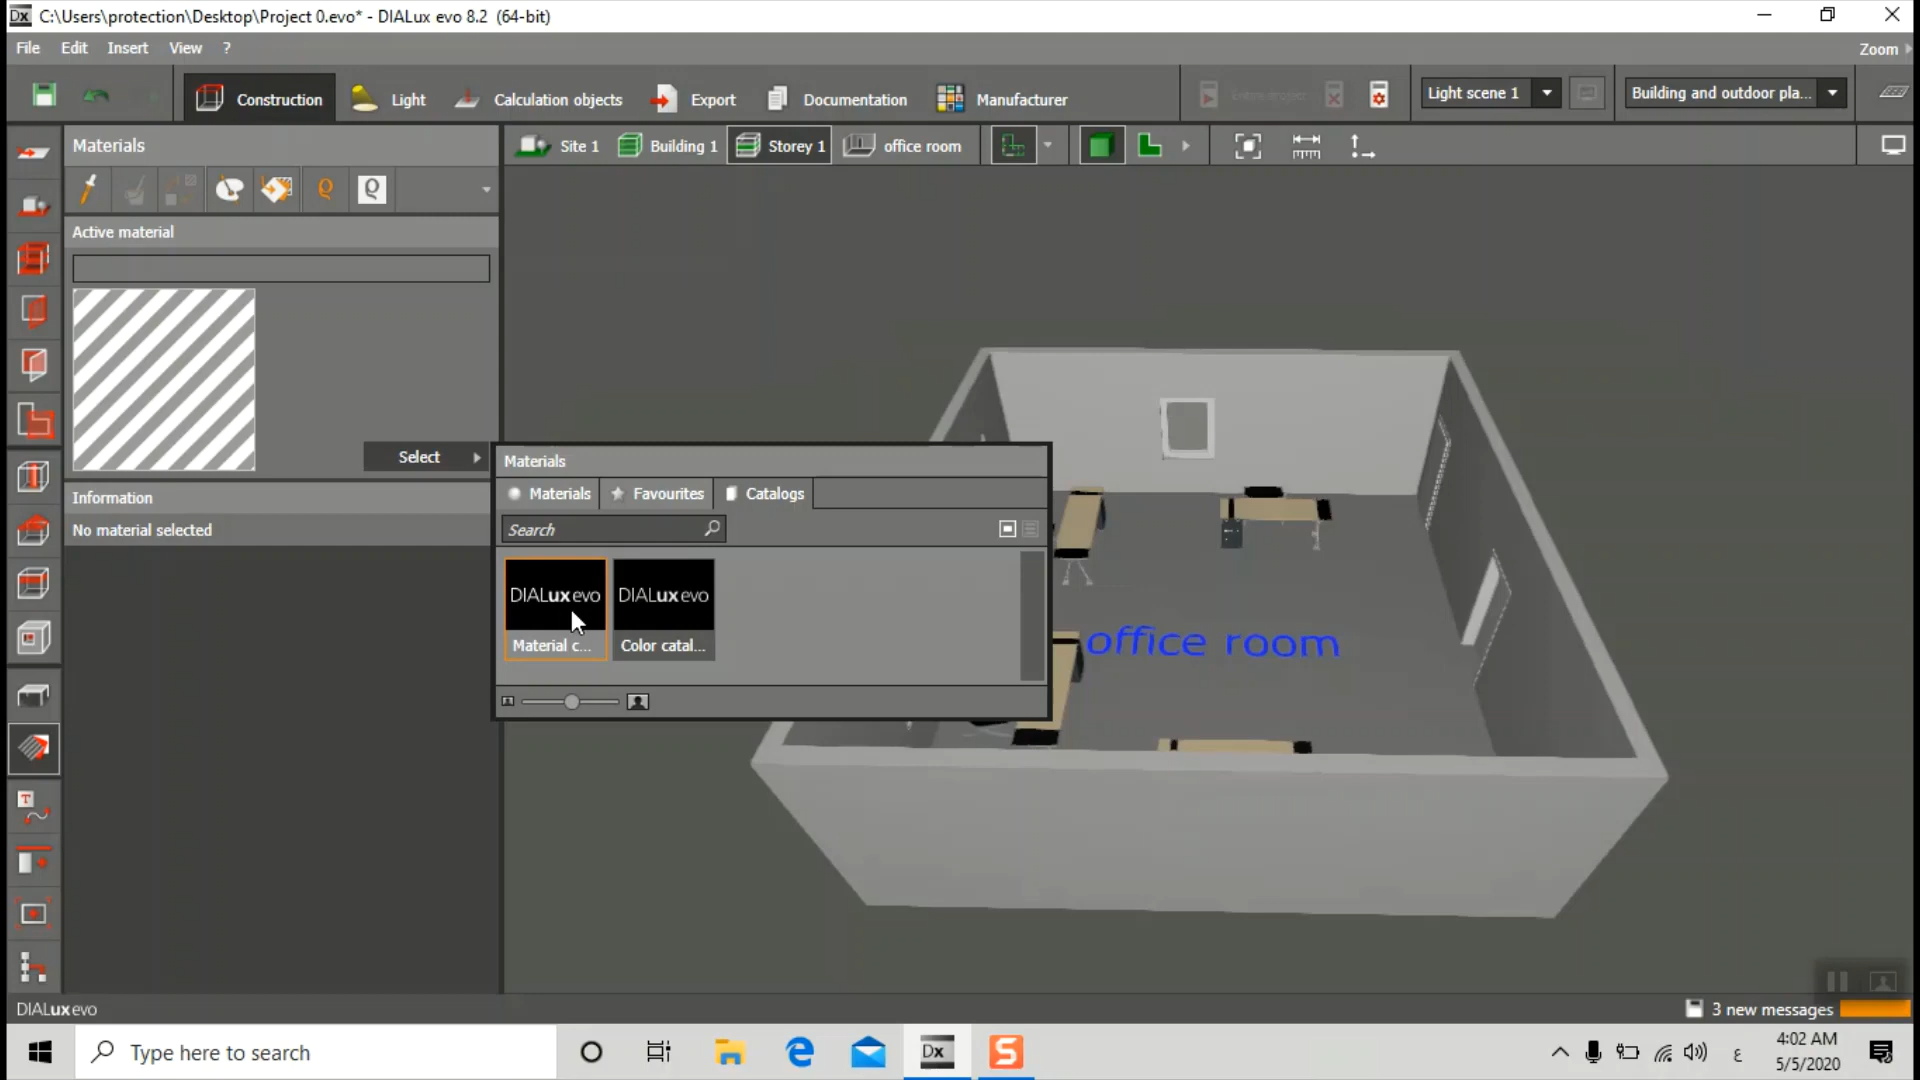 Dx C:\Users\protection\Desktop\Project 0.evo* - DIALux evo 8.2 (64-bit)
File Edit Insert View ? Zoom
Construction Light Calculation objects Export Documentation Manufacturer Light scene 1 Building and outdoor pla...
Materials Site 1 Building 1 Storey 1 office room
Active material
Select
Materials
Materials Favourites Catalogs
Information
Search
No material selected
DIALux evo DIALux evo
Material c... Color catal...
office room
DIALux evo 3 new messages
Type here to search Dx S ع 4:02 AM
5/5/2020